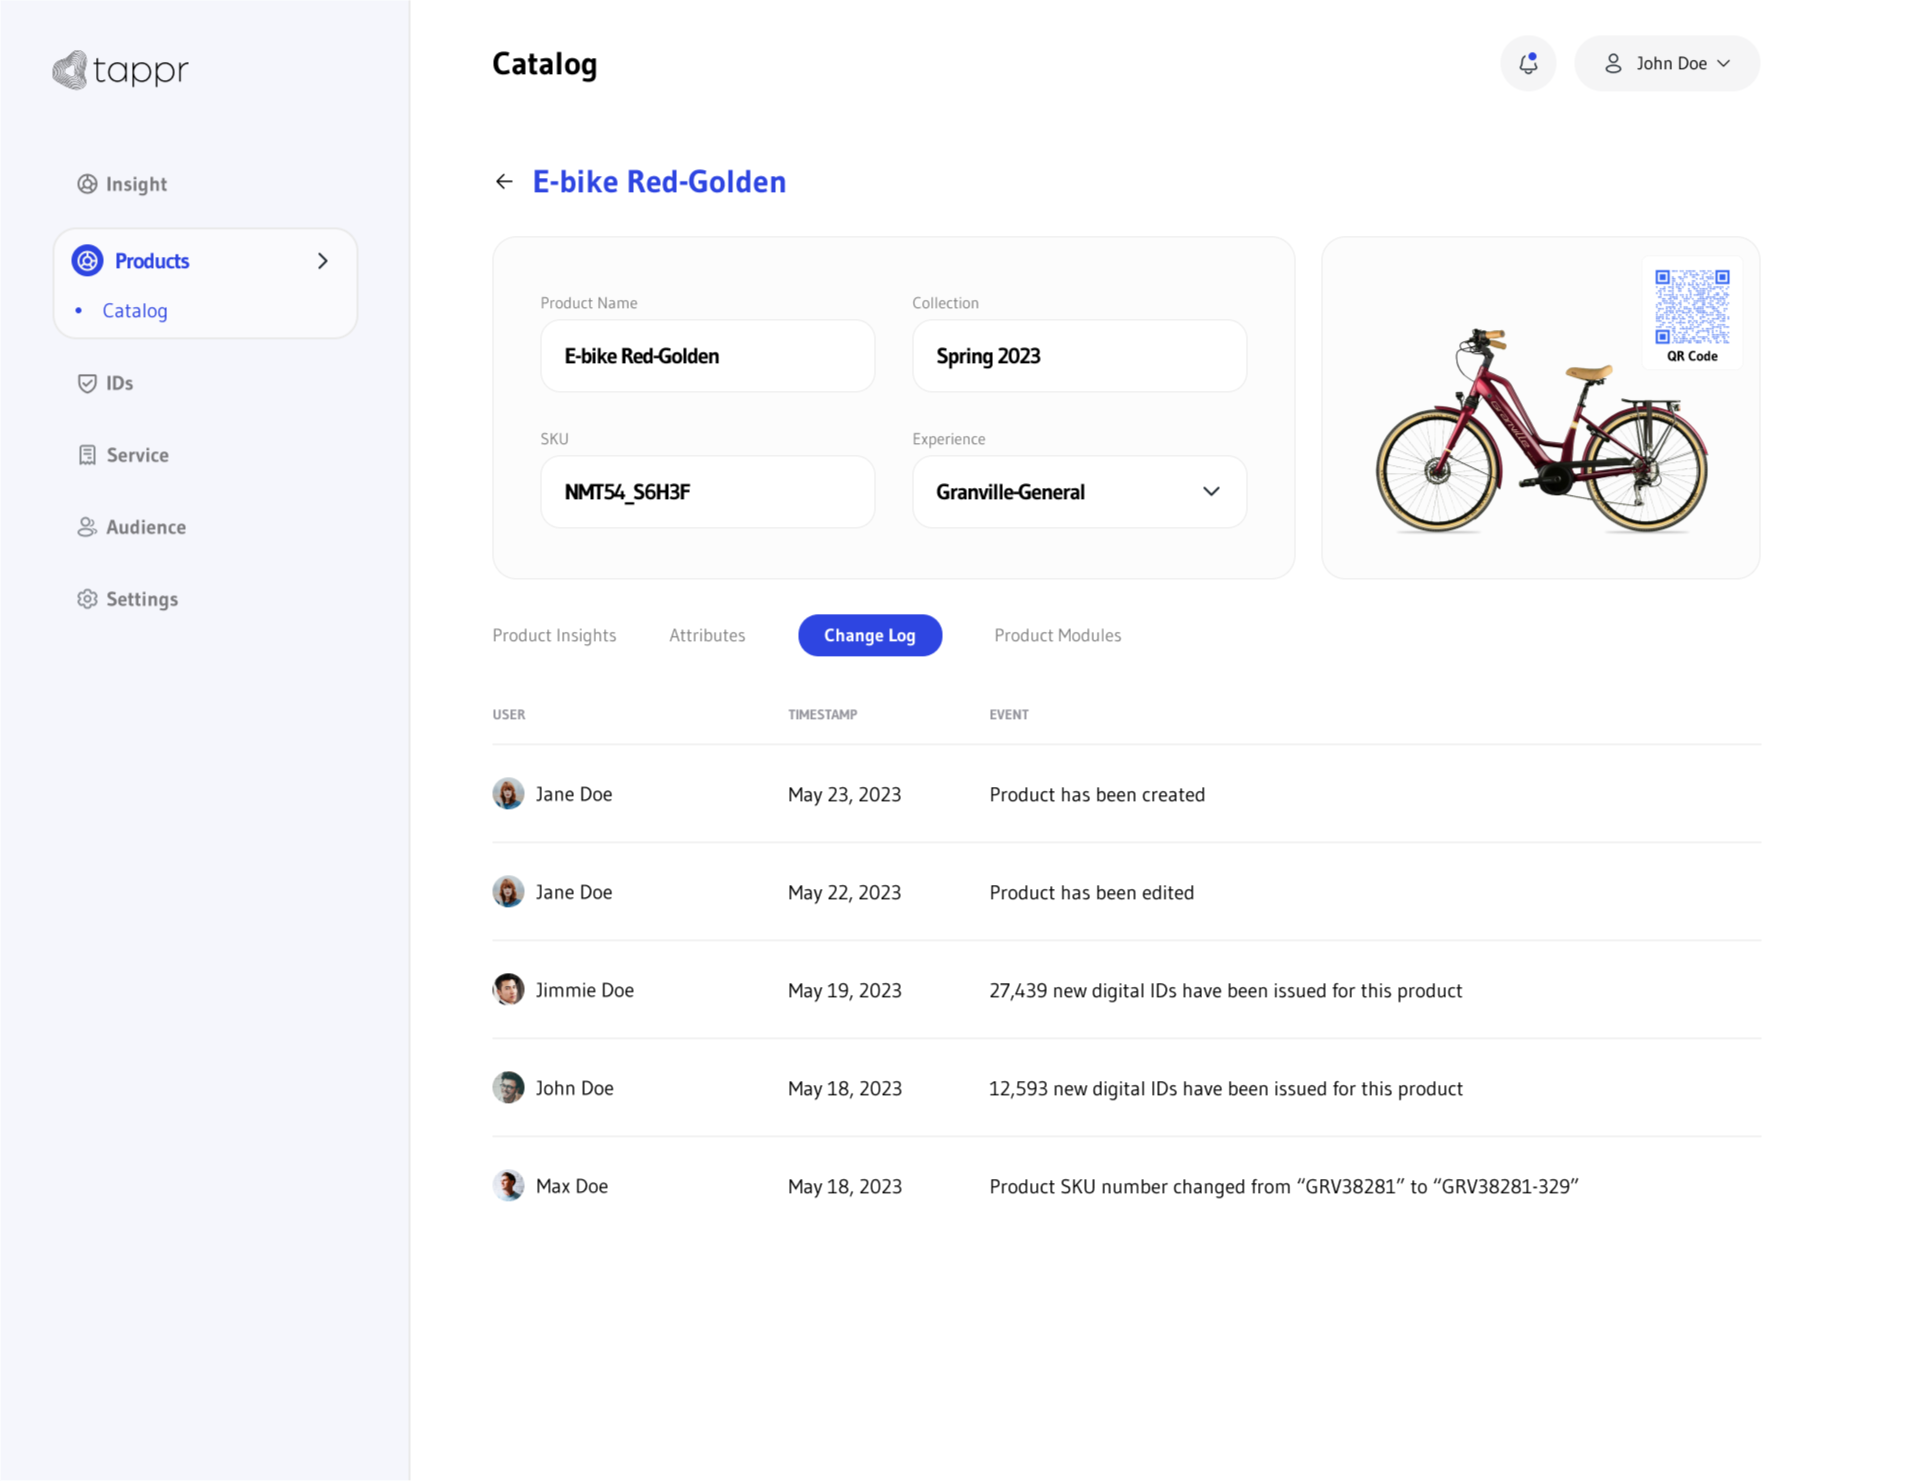 tappr
Catalog
John Doe
Insight
Products
Catalog
IDs
Service
Audience
Settings
E-bike Red-Golden
Product Name
Collection
E-bike Red-Golden
Spring 2023
SKU
Experience
NMT54_S6H3F
Granville-General
QR Code
Granville
Product Insights
Attributes
Change Log
Product Modules
USER TIMESTAMP EVENT
Jane Doe May 23, 2023 Product has been created
Jane Doe May 22, 2023 Product has been edited
Jimmie Doe May 19, 2023 27,439 new digital IDs have been issued for this product
John Doe May 18, 2023 12,593 new digital IDs have been issued for this product
Max Doe May 18, 2023 Product SKU number changed from “GRV38281” to “GRV38281-329”